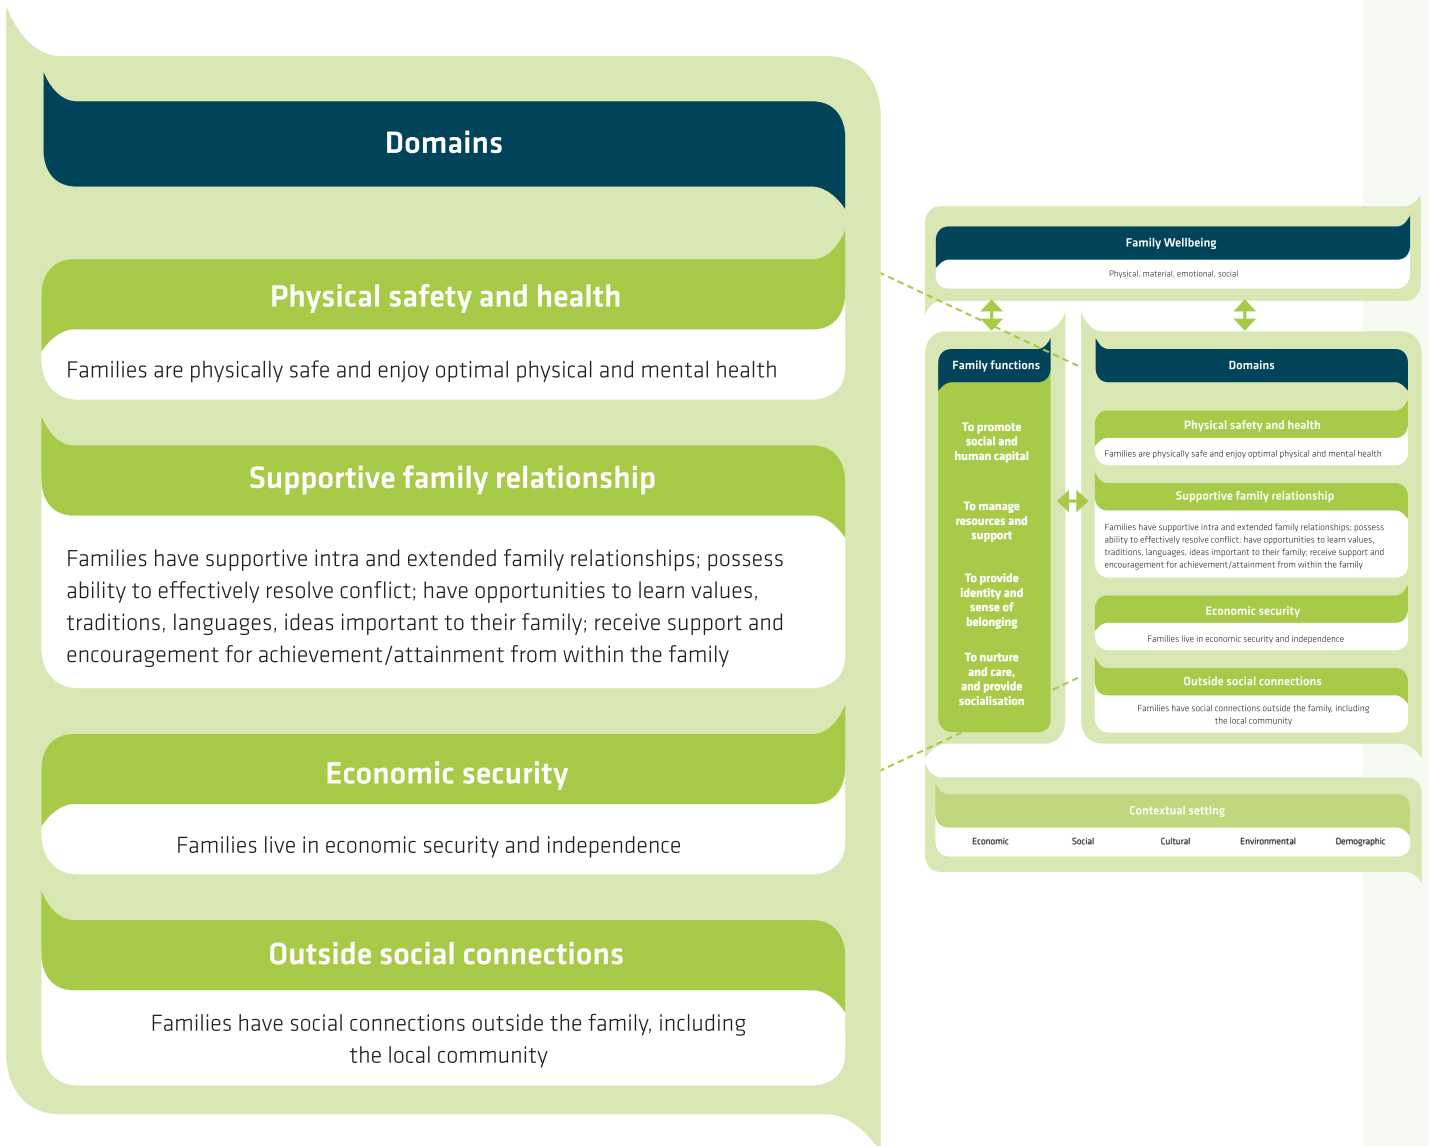 Domains
Physical safety and health
Families are physically safe and enjoy optimal physical and mental health
Supportive family relationship
Families have supportive intra and extended family relationships; possess
ability to effectively resolve conflict; have opportunities to learn values,
traditions, languages, ideas important to their family; receive support and
encouragement for achievement/attainment from within the family
Economic security
Families live in economic security and independence
Outside social connections
Families have social connections outside the family, including
the local community
Family Wellbeing
Physical, material, emotional, social
Family functions
To promote
social and
human capital
To manage
resources and
support
To provide
identity and
sense of
belonging
To nurture
and care,
and provide
socialisation
Domains
Physical safety and health
Families are physically safe and enjoy optimal physical and mental health
Supportive family relationship
Families have supportive intra and extended family relationships; possess
ability to effectively resolve conflict; have opportunities to learn values,
traditions, languages, ideas important to their family; receive support and
encouragement for achievement/attainment from within the family
Economic security
Families live in economic security and independence
Outside social connections
Families have social connections outside the family, including
the local community
Contextual setting
Economic Social Cultural Environmental Demographic